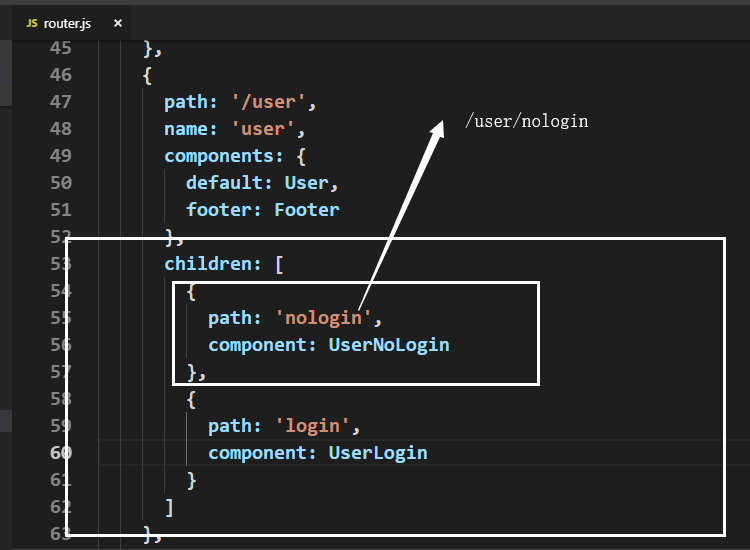 JS router.js ×
45 },
46 {
47 path: '/user',
48 name: 'user',
49 components: {
50 default: User,
51 footer: Footer
52 },
53 children: [
54 {
55 path: 'nologin',
56 component: UserNoLogin
57 },
58 {
59 path: 'login',
60 component: UserLogin
61 }
62 ]
63 },
/user/nologin